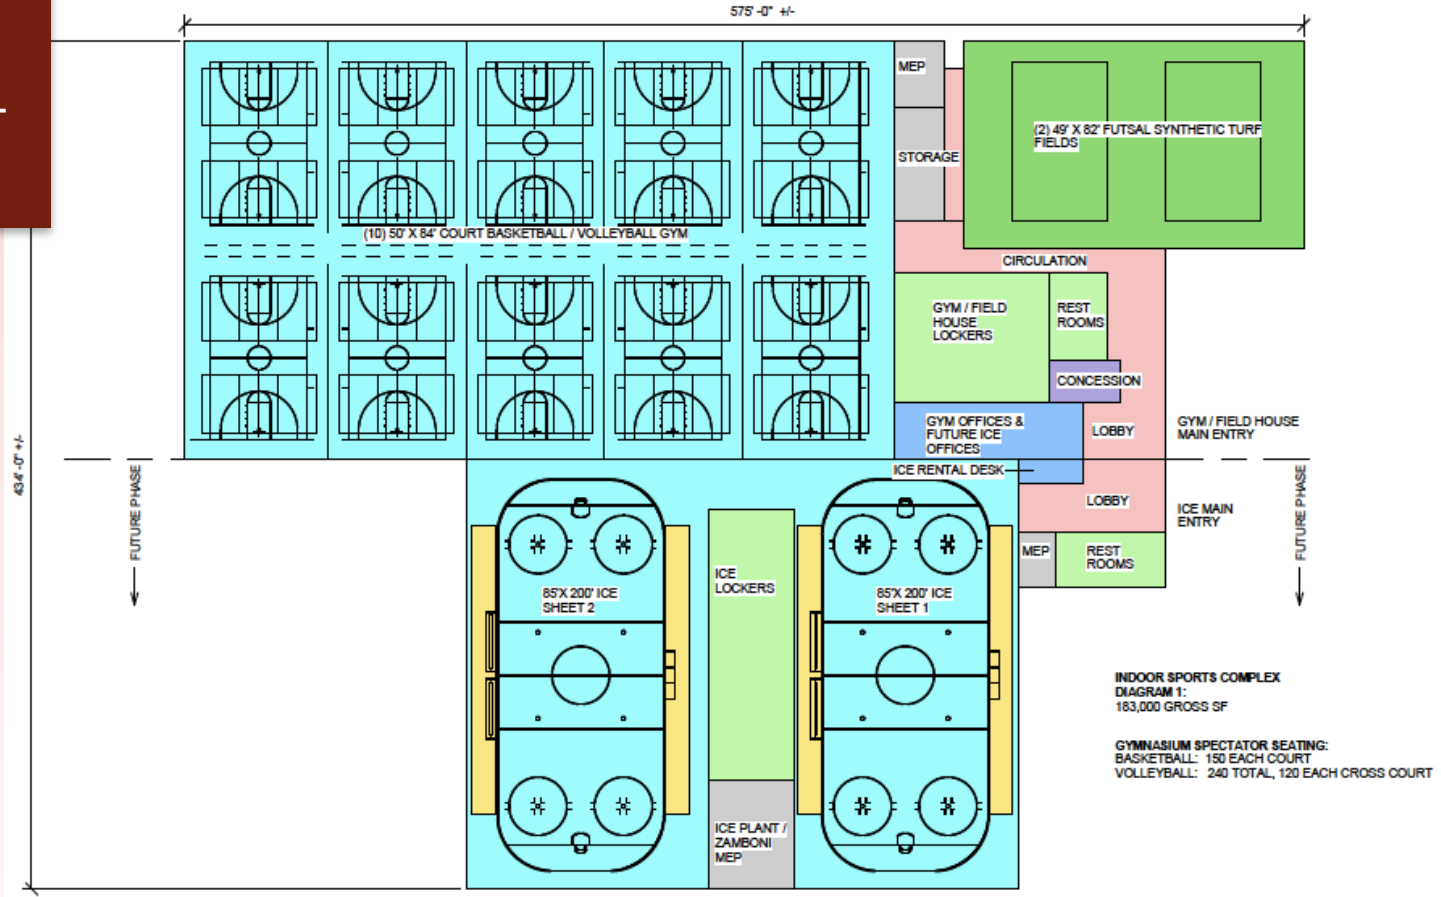 575' -0" +/-
MEP
STORAGE
(2) 49' X 82' FUTSAL SYNTHETIC TURF
FIELDS
(10) 50' X 84' COURT BASKETBALL / VOLLEYBALL GYM
CIRCULATION
GYM / FIELD
HOUSE
LOCKERS
REST
ROOMS
CONCESSION
GYM OFFICES &
FUTURE ICE
OFFICES
LOBBY
GYM / FIELD HOUSE
MAIN ENTRY
434' -0" +/-
FUTURE PHASE
ICE RENTAL DESK
LOBBY
ICE MAIN
ENTRY
FUTURE PHASE
MEP
REST
ROOMS
ICE
LOCKERS
85'X 200' ICE
SHEET 2
85'X 200' ICE
SHEET 1
ICE PLANT /
ZAMBONI
MEP
INDOOR SPORTS COMPLEX
DIAGRAM 1:
183,000 GROSS SF
GYMNASIUM SPECTATOR SEATING:
BASKETBALL: 150 EACH COURT
VOLLEYBALL: 240 TOTAL, 120 EACH CROSS COURT